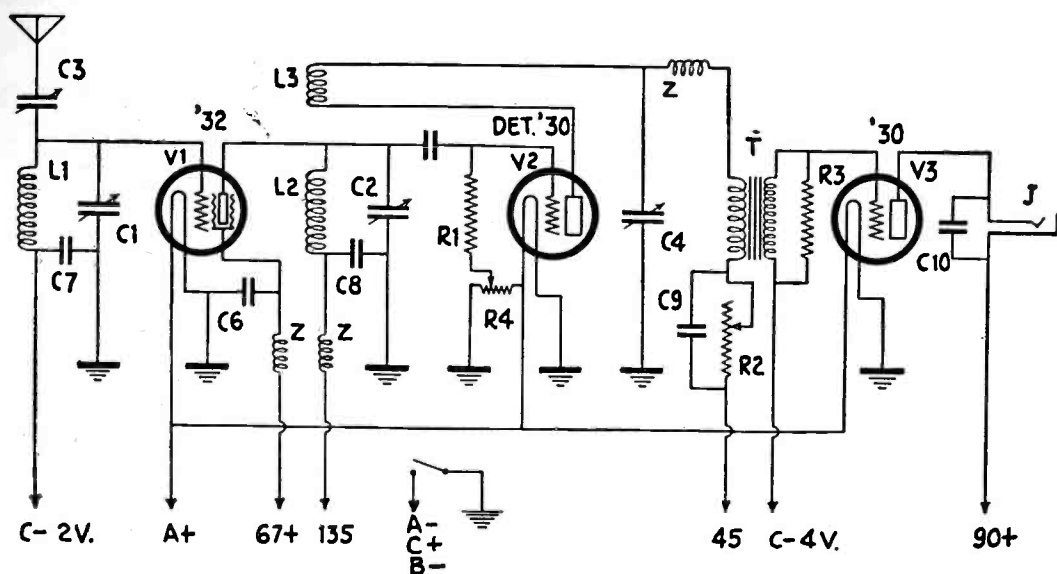 C3
L3
Z
'32
DET. '30
'30
T
V1
V2
R3
V3
L1
L2
C2
J
C1
R1
C4
C10
C7
C8
C9
C6
R4
Z
Z
R2
C- 2V.
A+
67+
135
A-
C+
B-
45
C- 4V.
90+